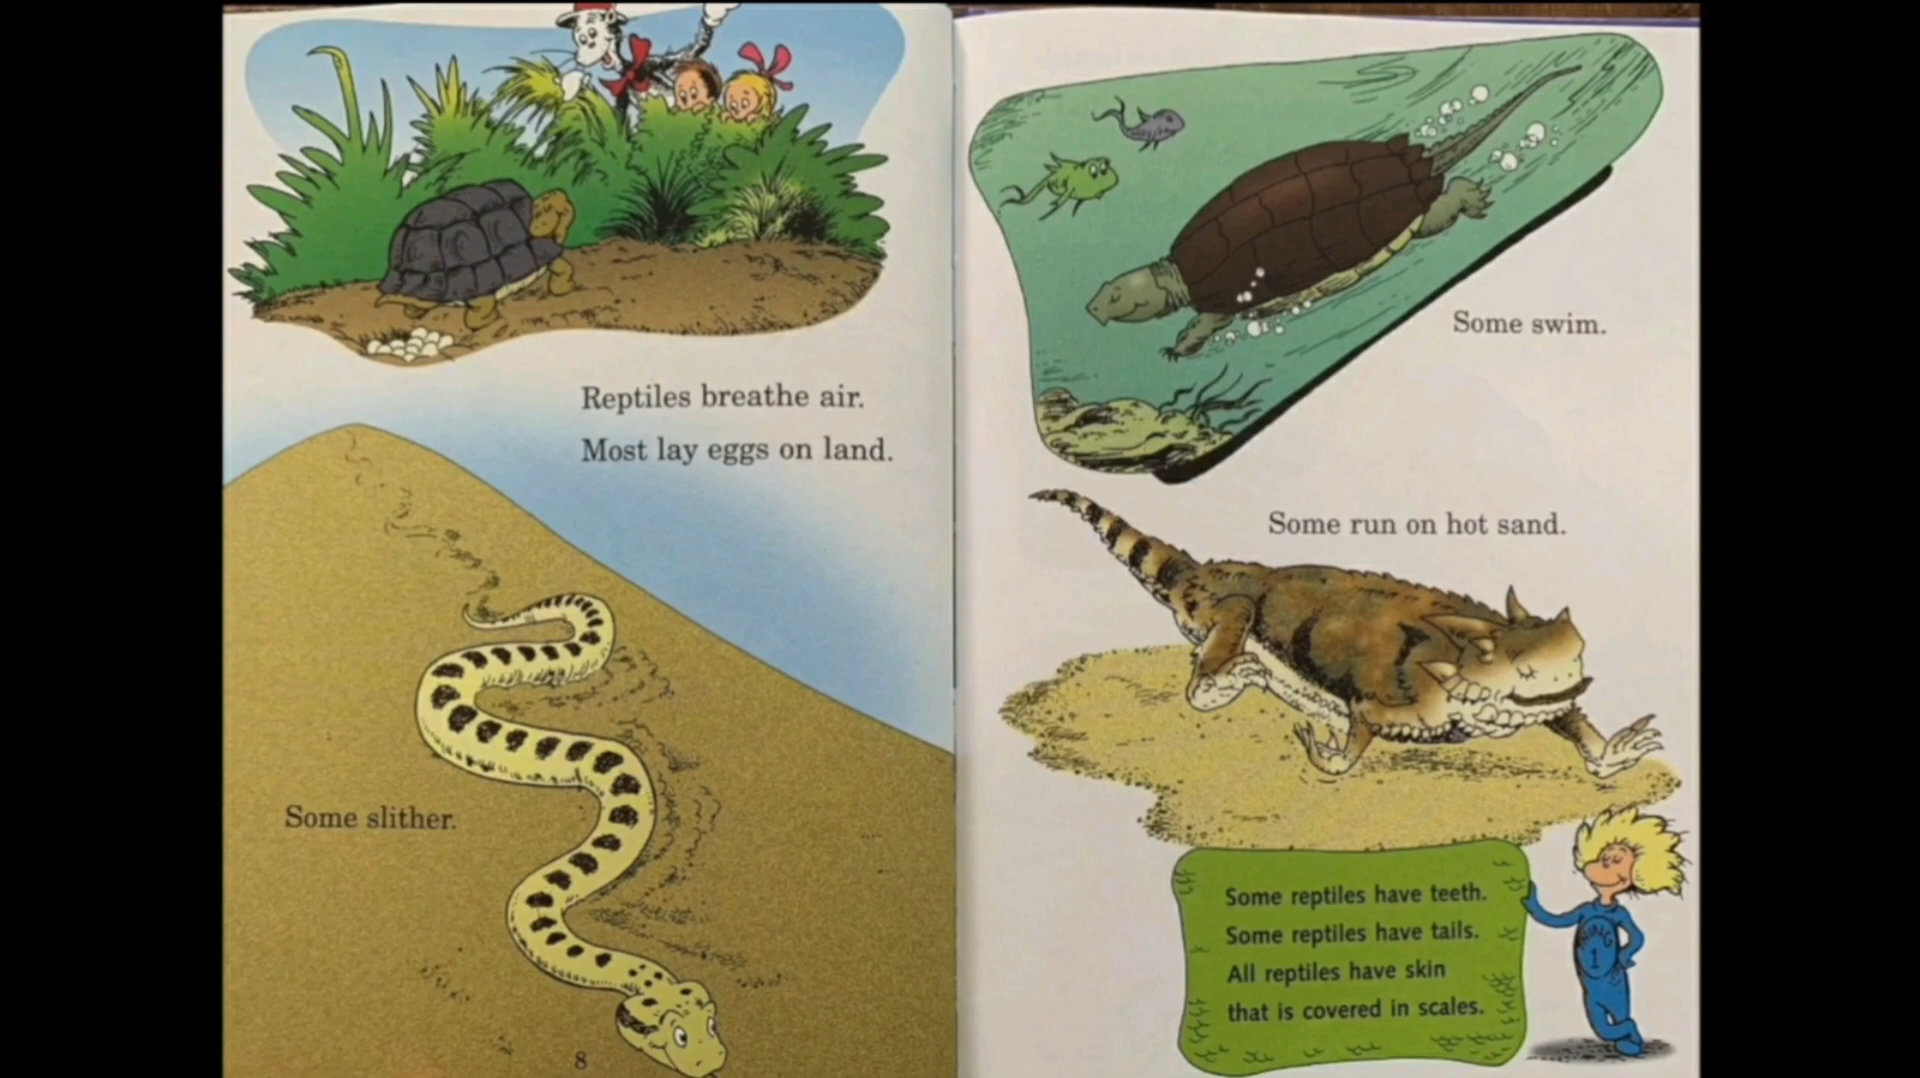 Reptiles breathe air.
Most lay eggs on land.
Some slither.
8
Some swim.
Some run on hot sand.
Some reptiles have teeth.
Some reptiles have tails.
All reptiles have skin
that is covered in scales.
1